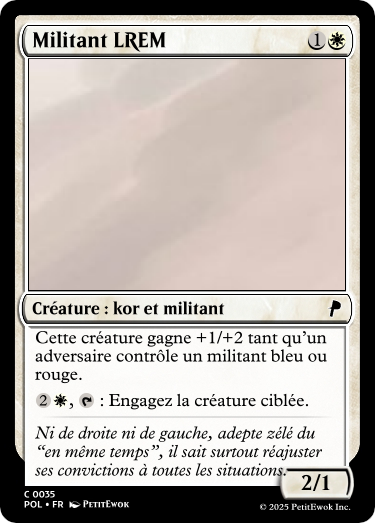 Militant LREM 1
Créature : kor et militant
Cette créature gagne +1/+2 tant qu'un
adversaire contrôle un militant bleu ou
rouge.
2, : Engagez la créature ciblée.
Ni de droite ni de gauche, adepte zélé du
“en même temps”, il sait surtout réajuster
ses convictions à toutes les situations.
2/1
C 0035
POL • FR PETITEWOK
© 2025 PetitEwok Inc.